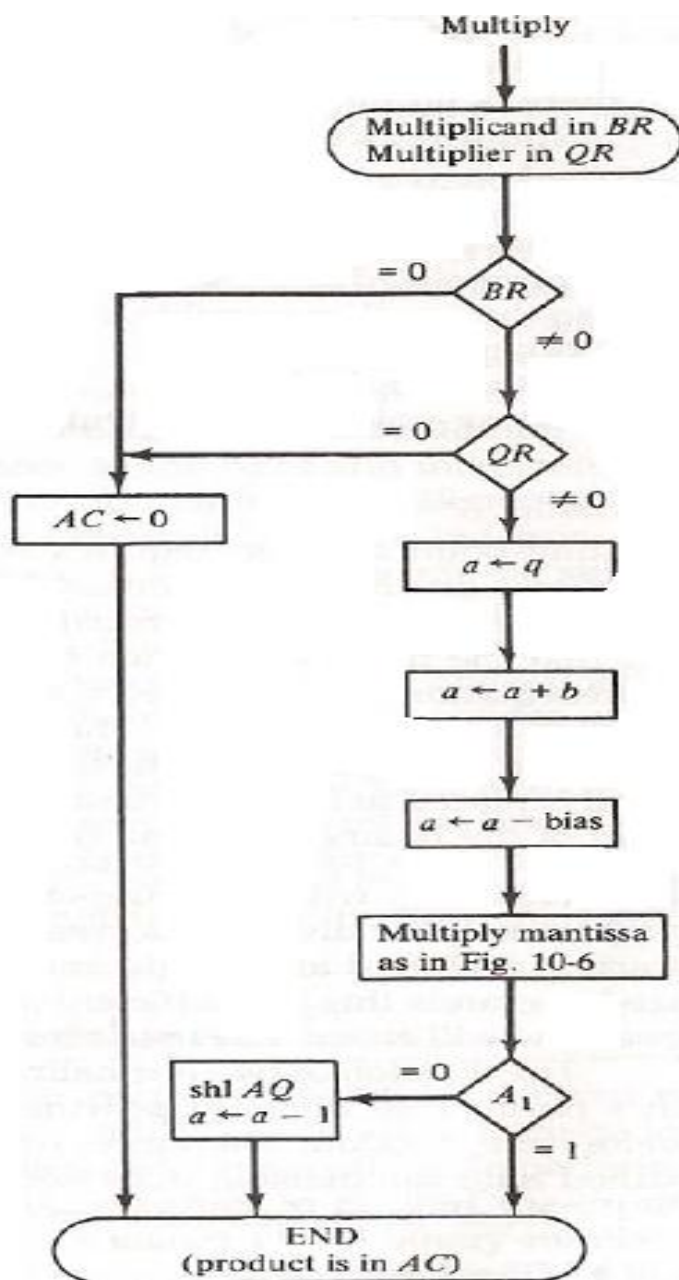 Multiply
Multiplicand in BR
Multiplier in QR
= 0
BR
≠ 0
= 0
QR
≠ 0
AC ← 0
a ← q
a ← a + b
a ← a − bias
Multiply mantissa
as in Fig. 10-6
= 0
A₁
shl AQ
a ← a − 1
= 1
END
(product is in AC)